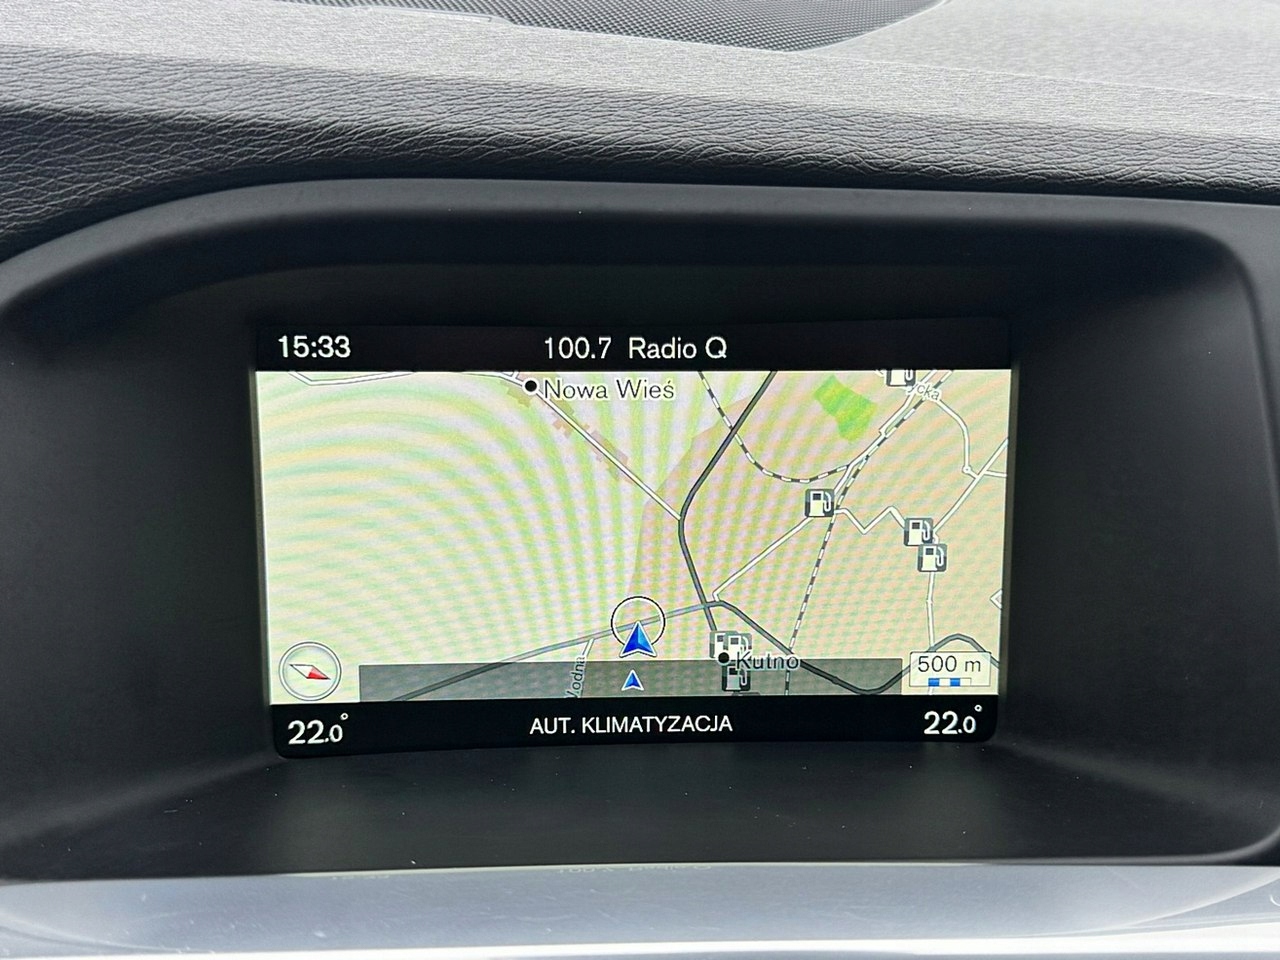 15:33 100.7 Radio Q
Nowa Wieś
Kutno
500 m
22.0° AUT. KLIMATYZACJA 22.0°